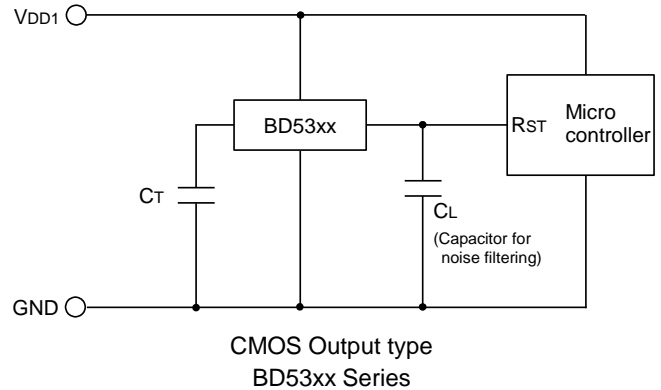 VDD1
BD53xx
RST
Micro
controller
CT
CL
(Capacitor for
noise filtering)
GND
CMOS Output type
BD53xx Series